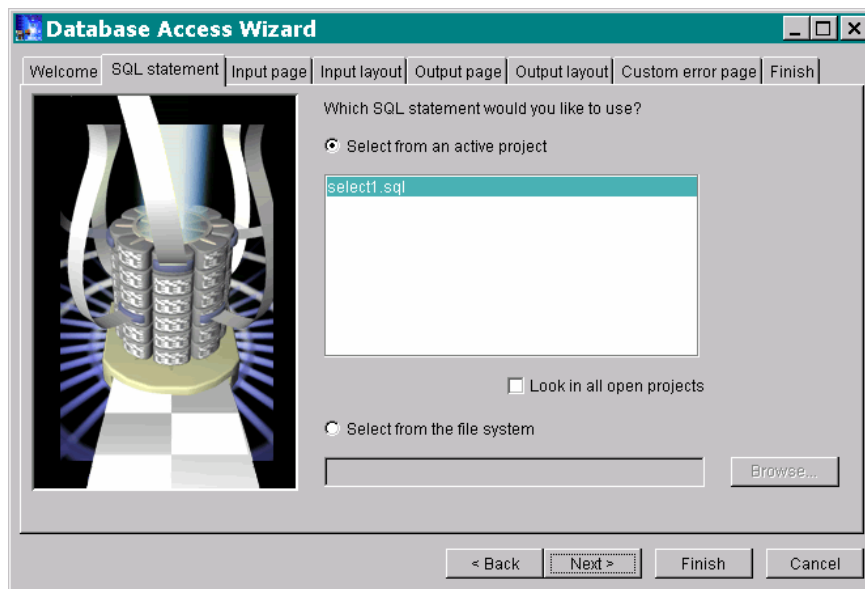 Database Access Wizard
Welcome SQL statement Input page Input layout Output page Output layout Custom error page Finish
Which SQL statement would you like to use?
Select from an active project
select1.sql
Look in all open projects
Select from the file system
Browse...
< Back Next > Finish Cancel